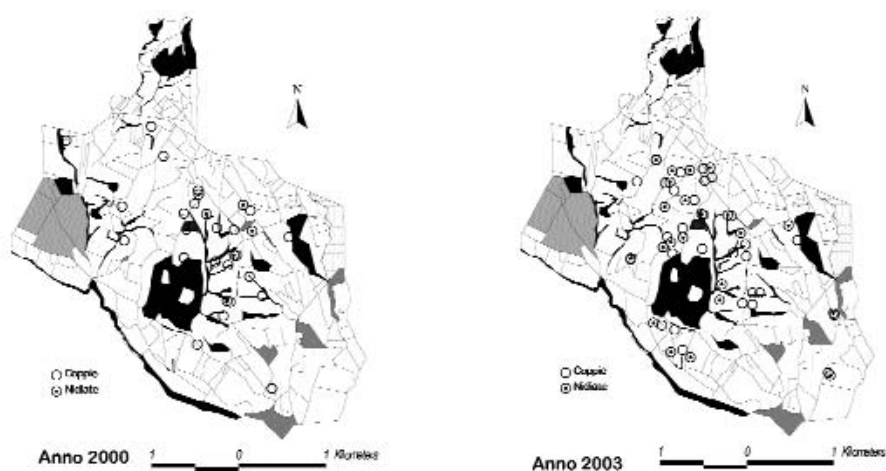 N
Coppie
Nidiate
Anno 2000
1 0 1 Kilometers
N
Coppie
Nidiate
Anno 2003
1 0 1 Kilometers